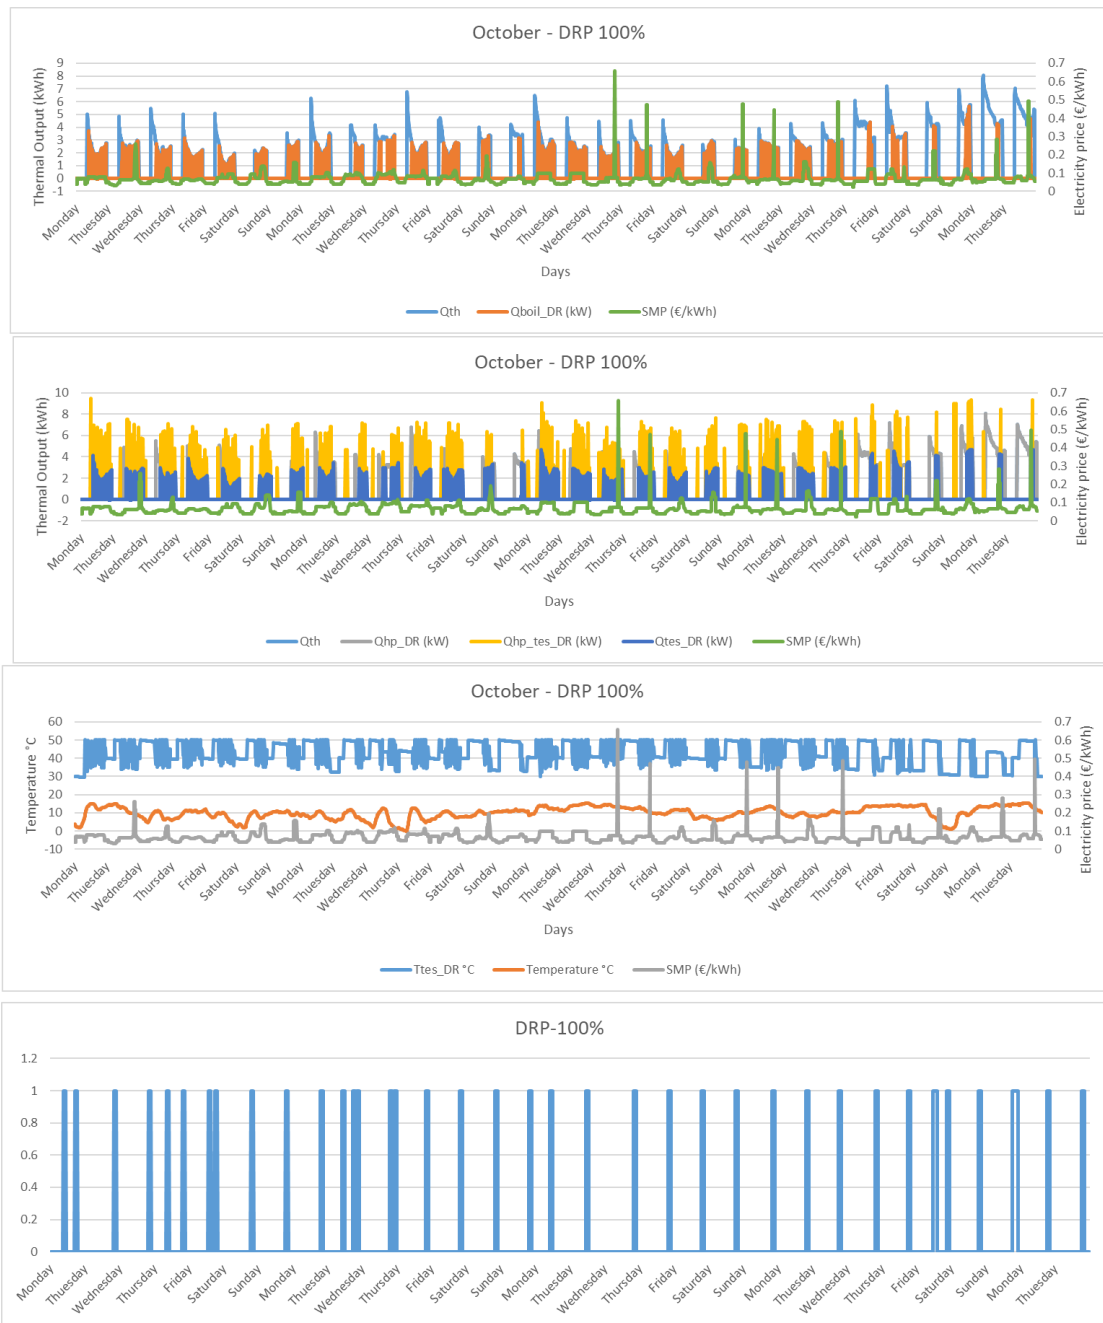 October - DRP 100%
Thermal Output (kWh)
9
8
7
6
5
4
3
2
1
0
-1
0.7
0.6
0.5
0.4
0.3
0.2
0.1
0
Electricity price (€/kWh)
Monday Thuesday Wednesday Thursday Friday Saturday Sunday Monday Thuesday Wednesday Thursday Friday Saturday Sunday Monday Thuesday Wednesday Thursday Friday Saturday Sunday Monday Thuesday Wednesday Thursday Friday Saturday Sunday Monday Thuesday
Days
Qth Qboil_DR (kW) SMP (€/kWh)
October - DRP 100%
Thermal Output (kWh)
10
8
6
4
2
0
-2
0.7
0.6
0.5
0.4
0.3
0.2
0.1
0
Electricity price (€/kWh)
Monday Thuesday Wednesday Thursday Friday Saturday Sunday Monday Thuesday Wednesday Thursday Friday Saturday Sunday Monday Thuesday Wednesday Thursday Friday Saturday Sunday Monday Thuesday Wednesday Thursday Friday Saturday Sunday Monday Thuesday
Days
Qth Qhp_DR (kW) Qhp_tes_DR (kW) Qtes_DR (kW) SMP (€/kWh)
October - DRP 100%
Temperature °C
60
50
40
30
20
10
0
-10
0.7
0.6
0.5
0.4
0.3
0.2
0.1
0
Electricity price (€/kWh)
Monday Thuesday Wednesday Thursday Friday Saturday Sunday Monday Thuesday Wednesday Thursday Friday Saturday Sunday Monday Thuesday Wednesday Thursday Friday Saturday Sunday Monday Thuesday Wednesday Thursday Friday Saturday Sunday Monday Thuesday
Days
Ttes_DR °C Temperature °C SMP (€/kWh)
DRP-100%
1.2
1
0.8
0.6
0.4
0.2
0
Monday Thuesday Wednesday Thursday Friday Saturday Sunday Monday Thuesday Wednesday Thursday Friday Saturday Sunday Monday Thuesday Wednesday Thursday Friday Saturday Sunday Monday Thuesday Wednesday Thursday Friday Saturday Sunday Monday Thuesday